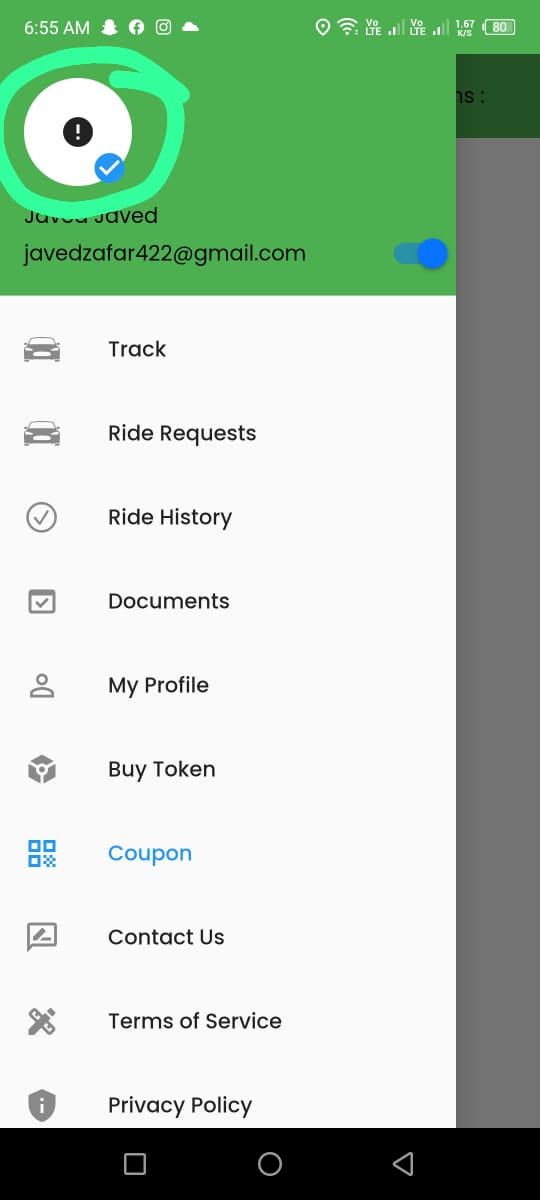 6:55 AM
Vo LTE
Vo LTE
1.67 K/S
80
ns :
Javed Javed
javedzafar422@gmail.com
Track
Ride Requests
Ride History
Documents
My Profile
Buy Token
Coupon
Contact Us
Terms of Service
Privacy Policy